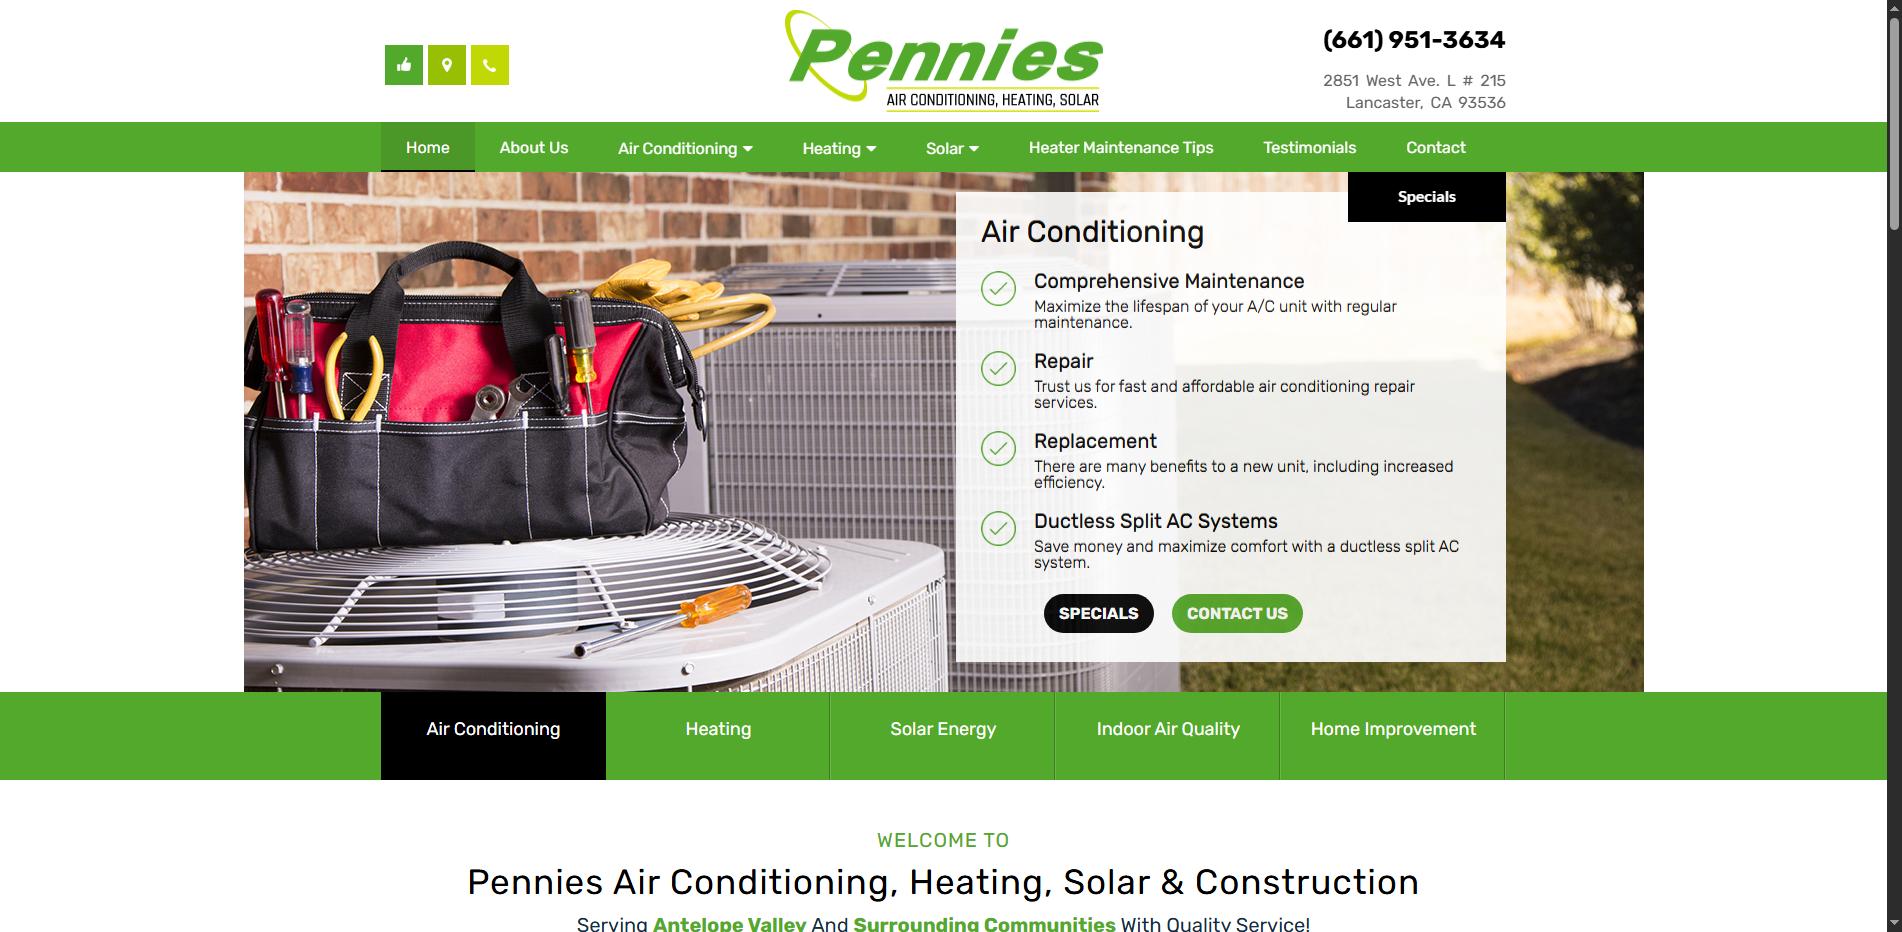 Pennies
AIR CONDITIONING, HEATING, SOLAR
(661) 951-3634
2851 West Ave. L # 215
Lancaster, CA 93536
Home
About Us
Air Conditioning
Heating
Solar
Heater Maintenance Tips
Testimonials
Contact
Specials
Air Conditioning
Comprehensive Maintenance
Maximize the lifespan of your A/C unit with regular
maintenance.
Repair
Trust us for fast and affordable air conditioning repair
services.
Replacement
There are many benefits to a new unit, including increased
efficiency.
Ductless Split AC Systems
Save money and maximize comfort with a ductless split AC
system.
SPECIALS
CONTACT US
Air Conditioning
Heating
Solar Energy
Indoor Air Quality
Home Improvement
WELCOME TO
Pennies Air Conditioning, Heating, Solar & Construction
Serving Antelope Valley And Surrounding Communities With Quality Service!